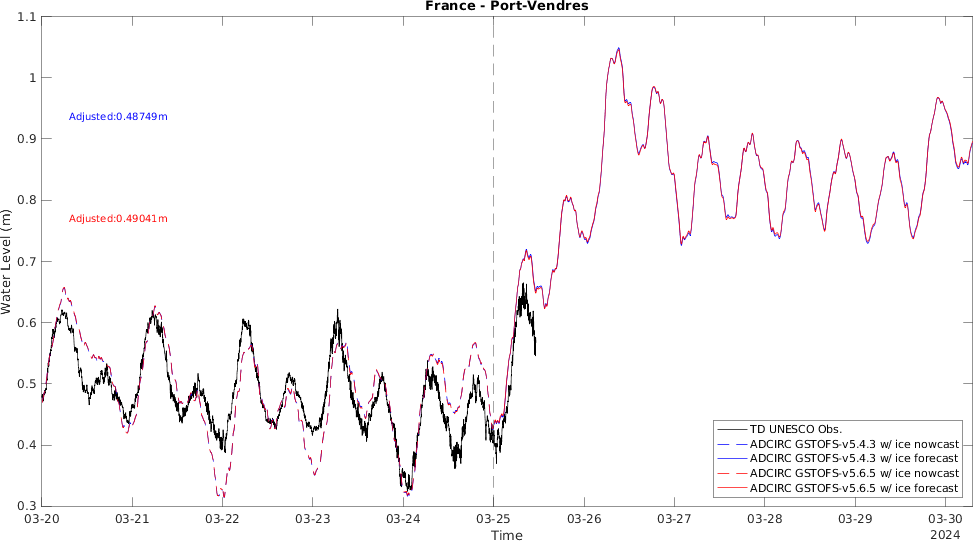 France - Port-Vendres
1.1
1
0.9
0.8
0.7
0.6
0.5
0.4
0.3
Water Level (m)
Adjusted:0.48749m
Adjusted:0.49041m
TD UNESCO Obs.
ADCIRC GSTOFS-v5.4.3 w/ ice nowcast
ADCIRC GSTOFS-v5.4.3 w/ ice forecast
ADCIRC GSTOFS-v5.6.5 w/ ice nowcast
ADCIRC GSTOFS-v5.6.5 w/ ice forecast
03-20 03-21 03-22 03-23 03-24 03-25 03-26 03-27 03-28 03-29 03-30
2024
Time